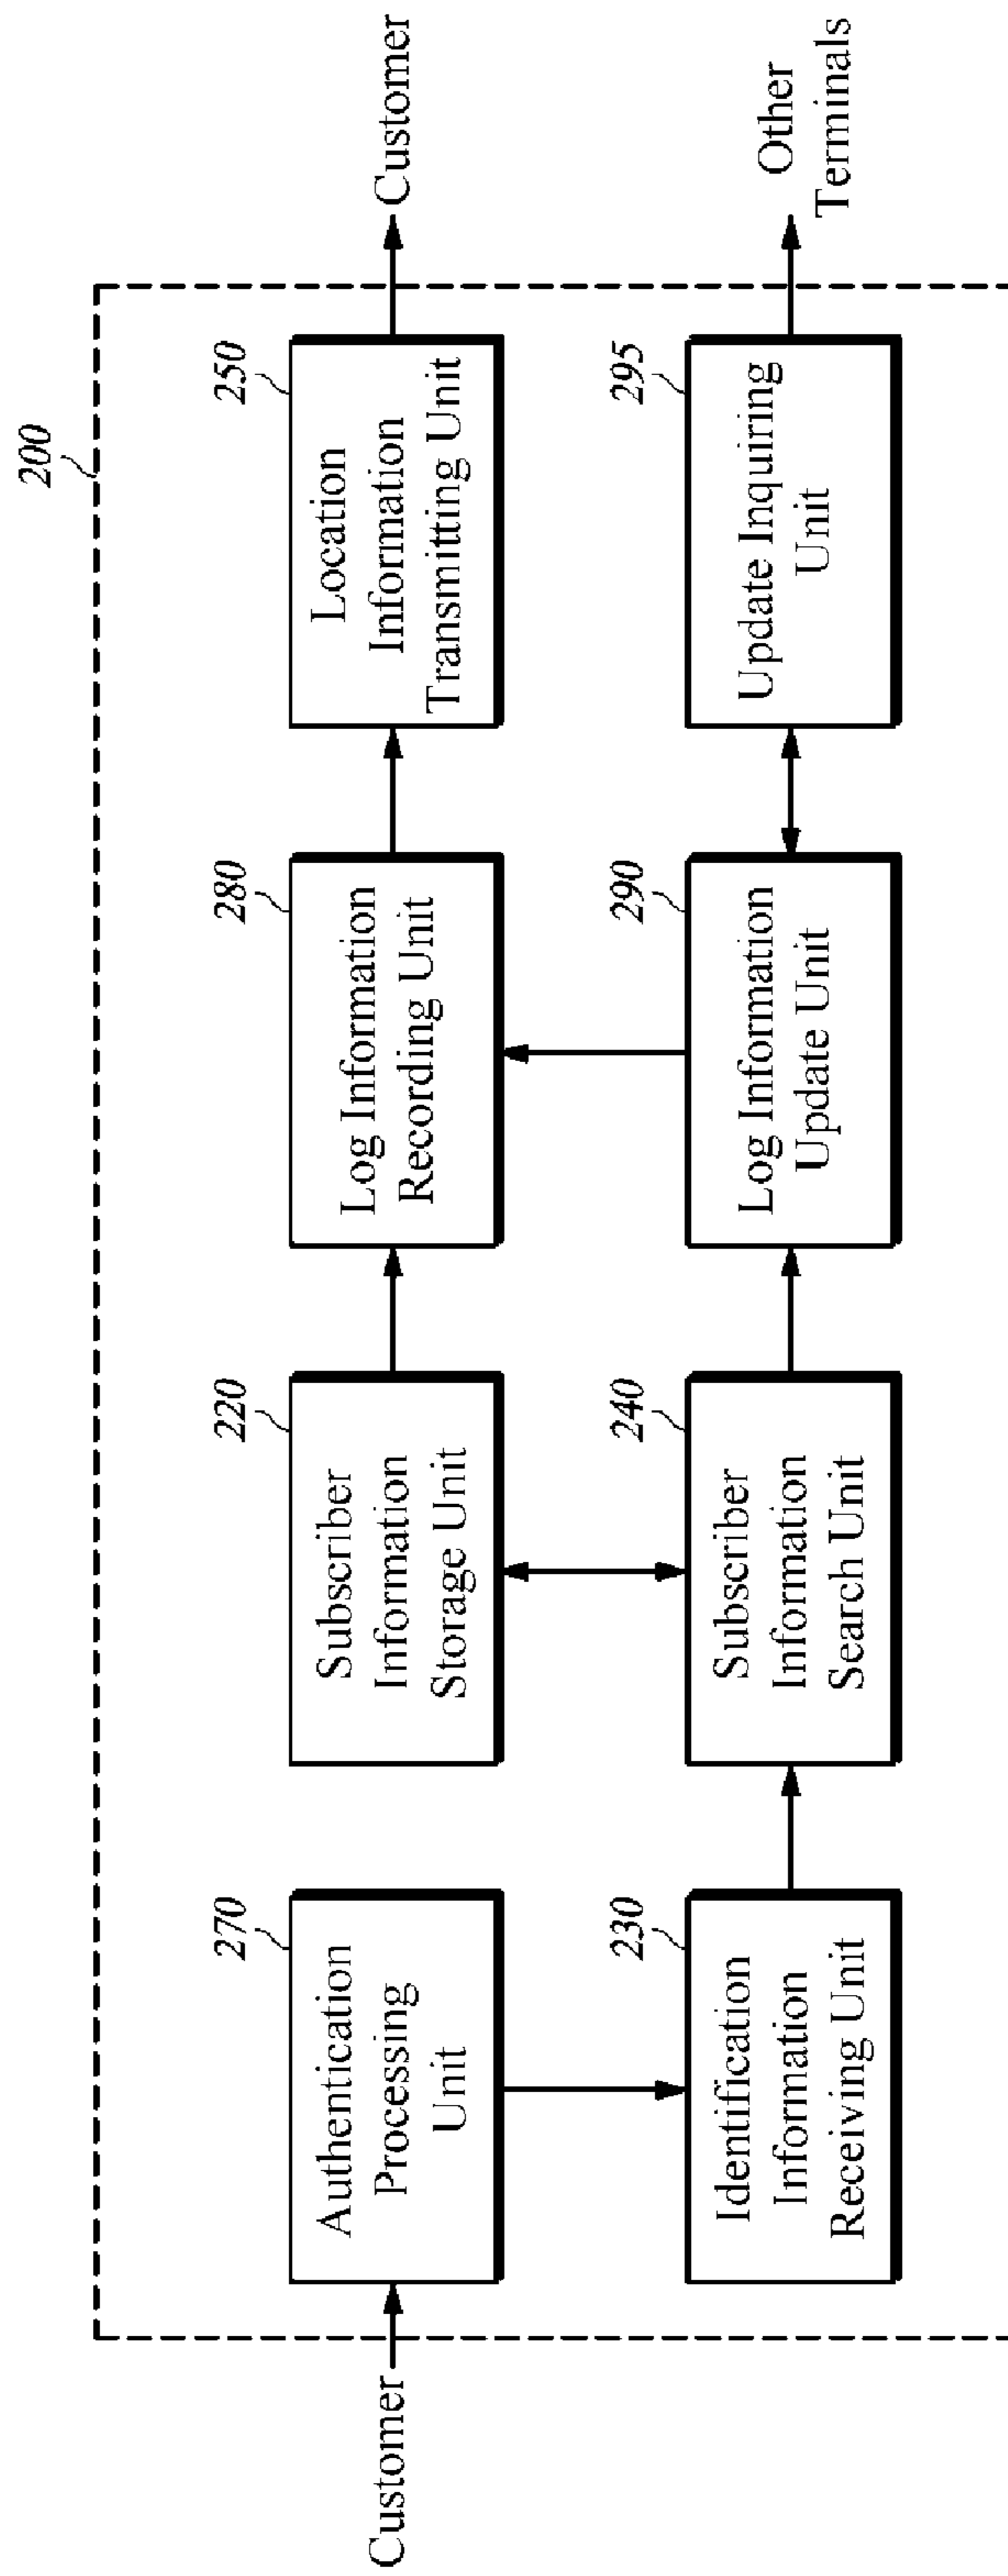 200
270
220
280
250
Customer
Authentication
Processing
Unit
Subscriber
Information
Storage Unit
Log Information
Recording Unit
Location
Information
Transmitting Unit
Customer
230
240
290
295
Identification
Information
Receiving Unit
Subscriber
Information
Search Unit
Log Information
Update Unit
Update Inquiring
Unit
Other
Terminals